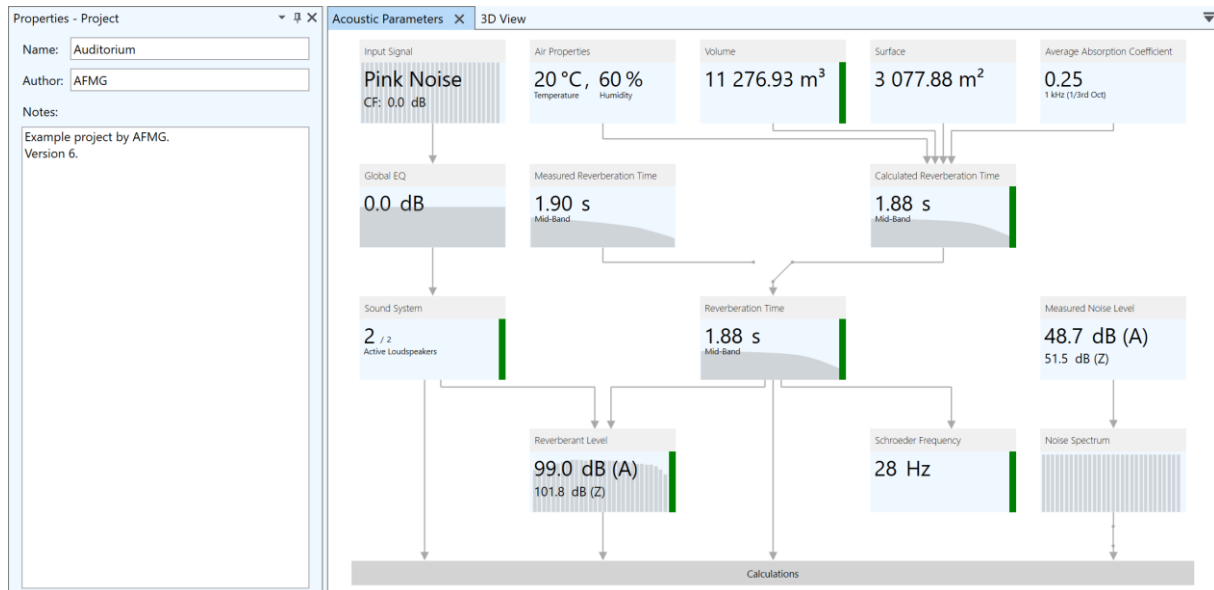 Properties - Project
Name: Auditorium
Author: AFMG
Notes:
Example project by AFMG.
Version 6.
Acoustic Parameters
3D View
Input Signal
Pink Noise
CF: 0.0 dB
Air Properties
20 °C, 60 %
Temperature Humidity
Volume
11 276.93 m³
Surface
3 077.88 m²
Average Absorption Coefficient
0.25
1 kHz (1/3rd Oct)
Global EQ
0.0 dB
Measured Reverberation Time
1.90 s
Mid-Band
Calculated Reverberation Time
1.88 s
Mid-Band
Sound System
2 / 2
Active Loudspeakers
Reverberation Time
1.88 s
Mid-Band
Measured Noise Level
48.7 dB (A)
51.5 dB (Z)
Reverberant Level
99.0 dB (A)
101.8 dB (Z)
Schroeder Frequency
28 Hz
Noise Spectrum
Calculations